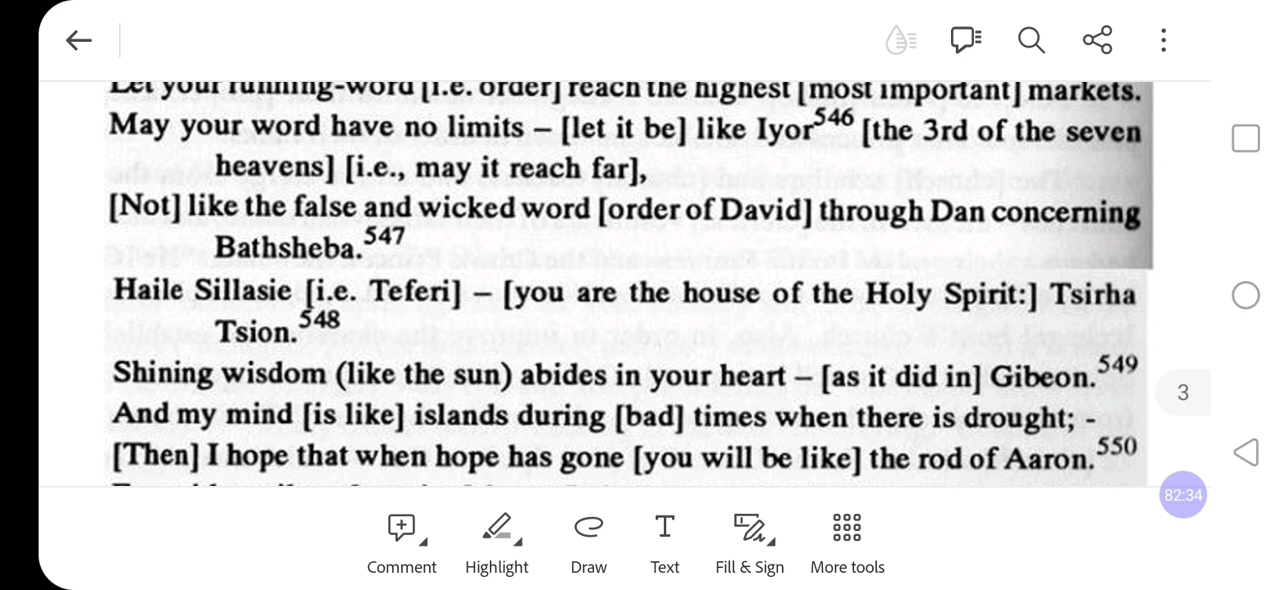 Let your running-word [i.e. order] reach the highest [most important] markets.
May your word have no limits – [let it be] like Iyor546 [the 3rd of the seven
heavens] [i.e., may it reach far],
[Not] like the false and wicked word [order of David] through Dan concerning
Bathsheba.547
Haile Sillasie [i.e. Teferi] – [you are the house of the Holy Spirit:] Tsirha
Tsion.548
Shining wisdom (like the sun) abides in your heart – [as it did in] Gibeon.549
And my mind [is like] islands during [bad] times when there is drought; -
[Then] I hope that when hope has gone [you will be like] the rod of Aaron.550
3
82:34
Comment Highlight Draw Text Fill & Sign More tools